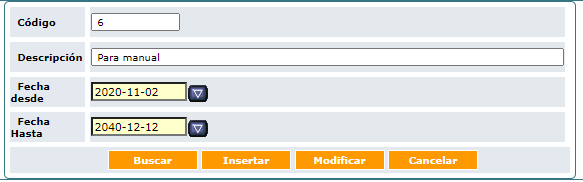 Código 6
Descripción Para manual
Fecha desde 2020-11-02
Fecha Hasta 2040-12-12
Buscar Insertar Modificar Cancelar